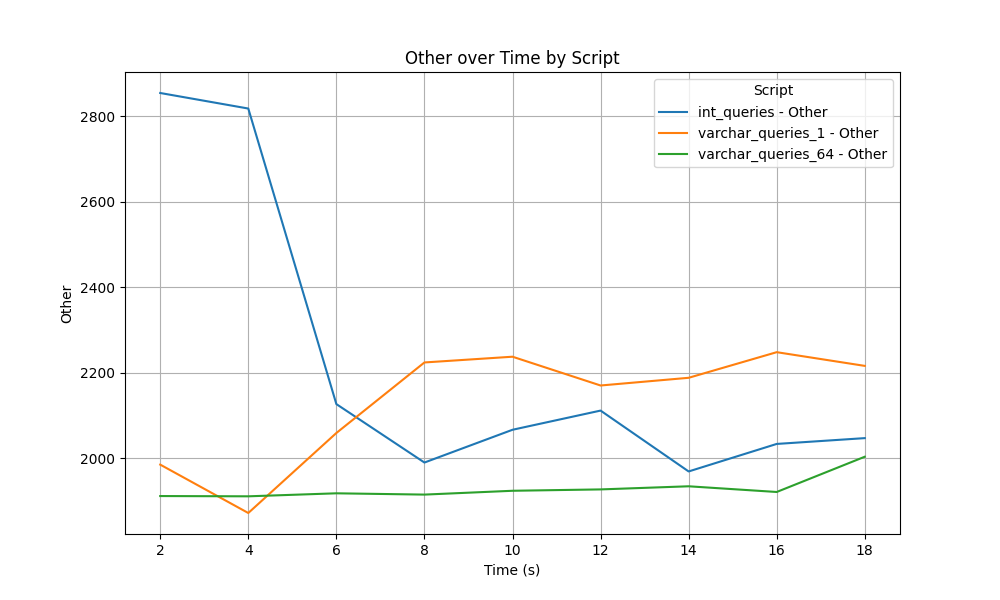 Other over Time by Script
Script
int_queries - Other
varchar_queries_1 - Other
varchar_queries_64 - Other
Other
2800
2600
2400
2200
2000
2 4 6 8 10 12 14 16 18
Time (s)